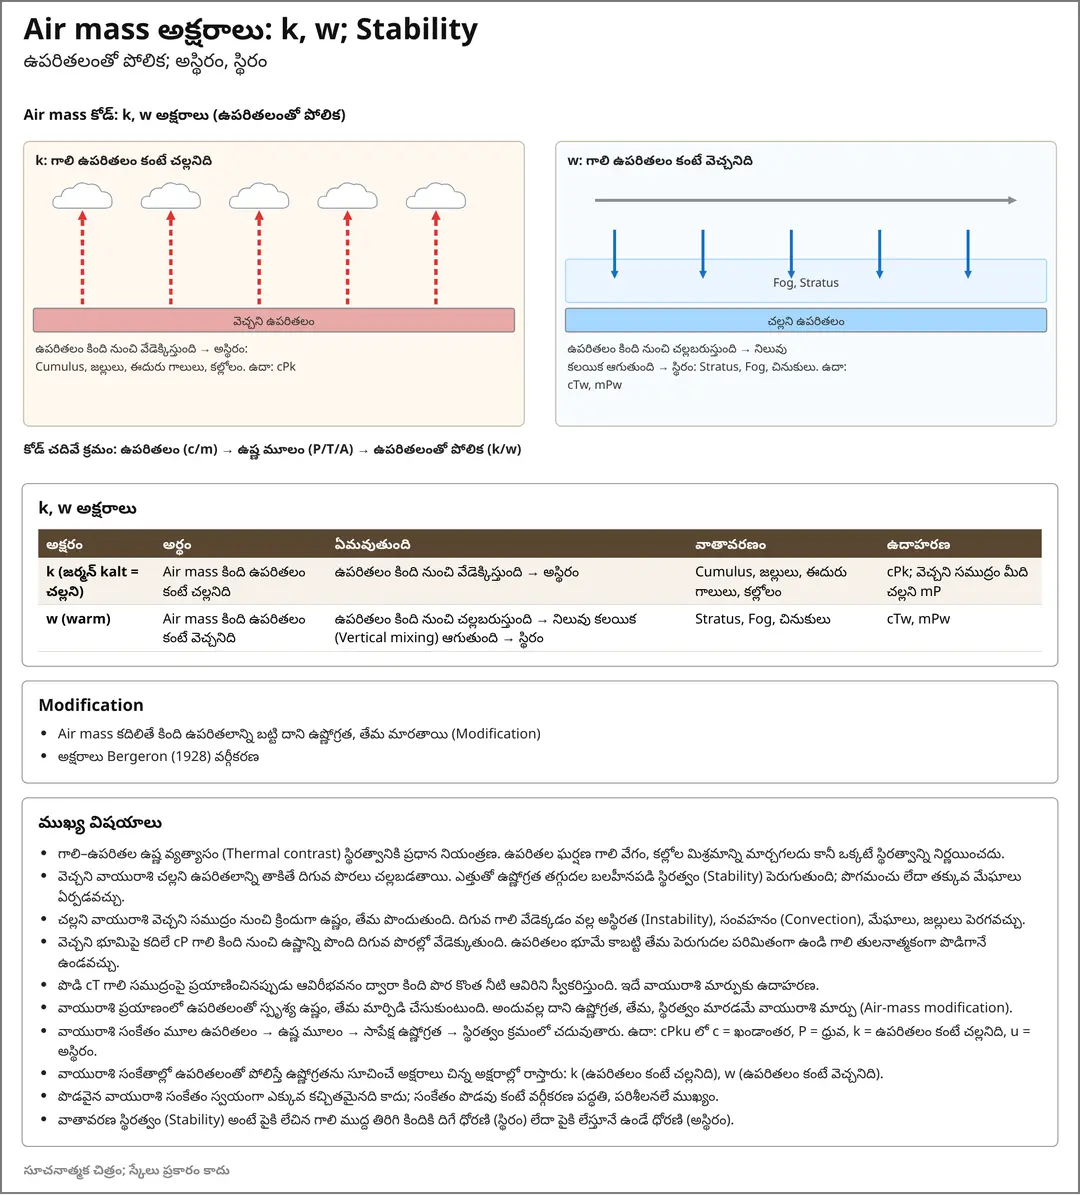 Air mass అక్షరాలు: k, w; Stability
ఉపరితలంతో పోలిక; అస్థిరం, స్థిరం
Air mass కోడ్: k, w అక్షరాలు (ఉపరితలంతో పోలిక)
k: గాలి ఉపరితలం కంటే చల్లనిది
వెచ్చని ఉపరితలం
ఉపరితలం కింది నుంచి వేడెక్కిస్తుంది → అస్థిరం:
Cumulus, జల్లులు, ఈదురు గాలులు, కల్లోలం. ఉదా: cPk
w: గాలి ఉపరితలం కంటే వెచ్చనిది
Fog, Stratus
చల్లని ఉపరితలం
ఉపరితలం కింది నుంచి చల్లబరుస్తుంది → నిలువు
కలయిక ఆగుతుంది → స్థిరం: Stratus, Fog, చినుకులు. ఉదా:
cTw, mPw
కోడ్ చదివే క్రమం: ఉపరితలం (c/m) → ఉష్ణ మూలం (P/T/A) → ఉపరితలంతో పోలిక (k/w)
k, w అక్షరాలు
అక్షరం అర్థం ఏమవుతుంది వాతావరణం ఉదాహరణ
k (జర్మన్ kalt = Air mass కింది ఉపరితలం ఉపరితలం కింది నుంచి వేడెక్కిస్తుంది → అస్థిరం Cumulus, జల్లులు, ఈదురు cPk; వెచ్చని సముద్రం మీది
చల్లని) కంటే చల్లనిది గాలులు, కల్లోలం చల్లని mP
w (warm) Air mass కింది ఉపరితలం ఉపరితలం కింది నుంచి చల్లబరుస్తుంది → నిలువు కలయిక Stratus, Fog, చినుకులు cTw, mPw
కంటే వెచ్చనిది (Vertical mixing) ఆగుతుంది → స్థిరం
Modification
• Air mass కదిలితే కింది ఉపరితలాన్ని బట్టి దాని ఉష్ణోగ్రత, తేమ మారతాయి (Modification)
• అక్షరాలు Bergeron (1928) వర్గీకరణ
ముఖ్య విషయాలు
• గాలి–ఉపరితల ఉష్ణ వ్యత్యాసం (Thermal contrast) స్థిరత్వానికి ప్రధాన నియంత్రణ. ఉపరితల ఘర్షణ గాలి వేగం, కల్లోల మిశ్రమాన్ని మార్చగలదు కానీ ఒక్కటే స్థిరత్వాన్ని నిర్ణయించదు.
• వెచ్చని వాయురాశి చల్లని ఉపరితలాన్ని తాకితే దిగువ పొరలు చల్లబడతాయి. ఎత్తుతో ఉష్ణోగ్రత తగ్గుదల బలహీనపడి స్థిరత్వం (Stability) పెరుగుతుంది; పొగమంచు లేదా తక్కువ మేఘాలు
ఏర్పడవచ్చు.
• చల్లని వాయురాశి వెచ్చని సముద్రం నుంచి క్రిందుగా ఉష్ణం, తేమ పొందుతుంది. దిగువ గాలి వేడెక్కడం వల్ల అస్థిరత (Instability), సంవహనం (Convection), మేఘాలు, జల్లులు పెరగవచ్చు.
• వెచ్చని భూమిపై కదిలే cP గాలి కింది నుంచి ఉష్ణాన్ని పొంది దిగువ పొరల్లో వేడెక్కుతుంది. ఉపరితలం భూమే కాబట్టి తేమ పెరుగుదల పరిమితంగా ఉండి గాలి తులనాత్మకంగా పొడిగానే
ఉండవచ్చు.
• పొడి cT గాలి సముద్రంపై ప్రయాణించినప్పుడు ఆవిరీభవనం ద్వారా కింది పొర కొంత నీటి ఆవిరిని స్వీకరిస్తుంది. ఇదే వాయురాశి మార్పుకు ఉదాహరణ.
• వాయురాశి ప్రయాణంలో ఉపరితలంతో స్పృశ్య ఉష్ణం, తేమ మార్పిడి చేసుకుంటుంది. అందువల్ల దాని ఉష్ణోగ్రత, తేమ, స్థిరత్వం మారడమే వాయురాశి మార్పు (Air-mass modification).
• వాయురాశి సంకేతం మూల ఉపరితలం → ఉష్ణ మూలం → సాపేక్ష ఉష్ణోగ్రత → స్థిరత్వం క్రమంలో చదువుతారు. ఉదా: cPku లో c = ఖండాంతర, P = ధ్రువ, k = ఉపరితలం కంటే చల్లనిది, u =
అస్థిరం.
• వాయురాశి సంకేతాల్లో ఉపరితలంతో పోలిస్తే ఉష్ణోగ్రతను సూచించే అక్షరాలు చిన్న అక్షరాల్లో రాస్తారు: k (ఉపరితలం కంటే చల్లనిది), w (ఉపరితలం కంటే వెచ్చనిది).
• పొడవైన వాయురాశి సంకేతం స్వయంగా ఎక్కువ కచ్చితమైనది కాదు; సంకేతం పొడవు కంటే వర్గీకరణ పద్ధతి, పరిశీలనలే ముఖ్యం.
• వాతావరణ స్థిరత్వం (Stability) అంటే పైకి లేచిన గాలి ముద్ద తిరిగి కిందికి దిగే ధోరణి (స్థిరం) లేదా పైకి లేస్తూనే ఉండే ధోరణి (అస్థిరం).
సూచనాత్మక చిత్రం; స్కేలు ప్రకారం కాదు